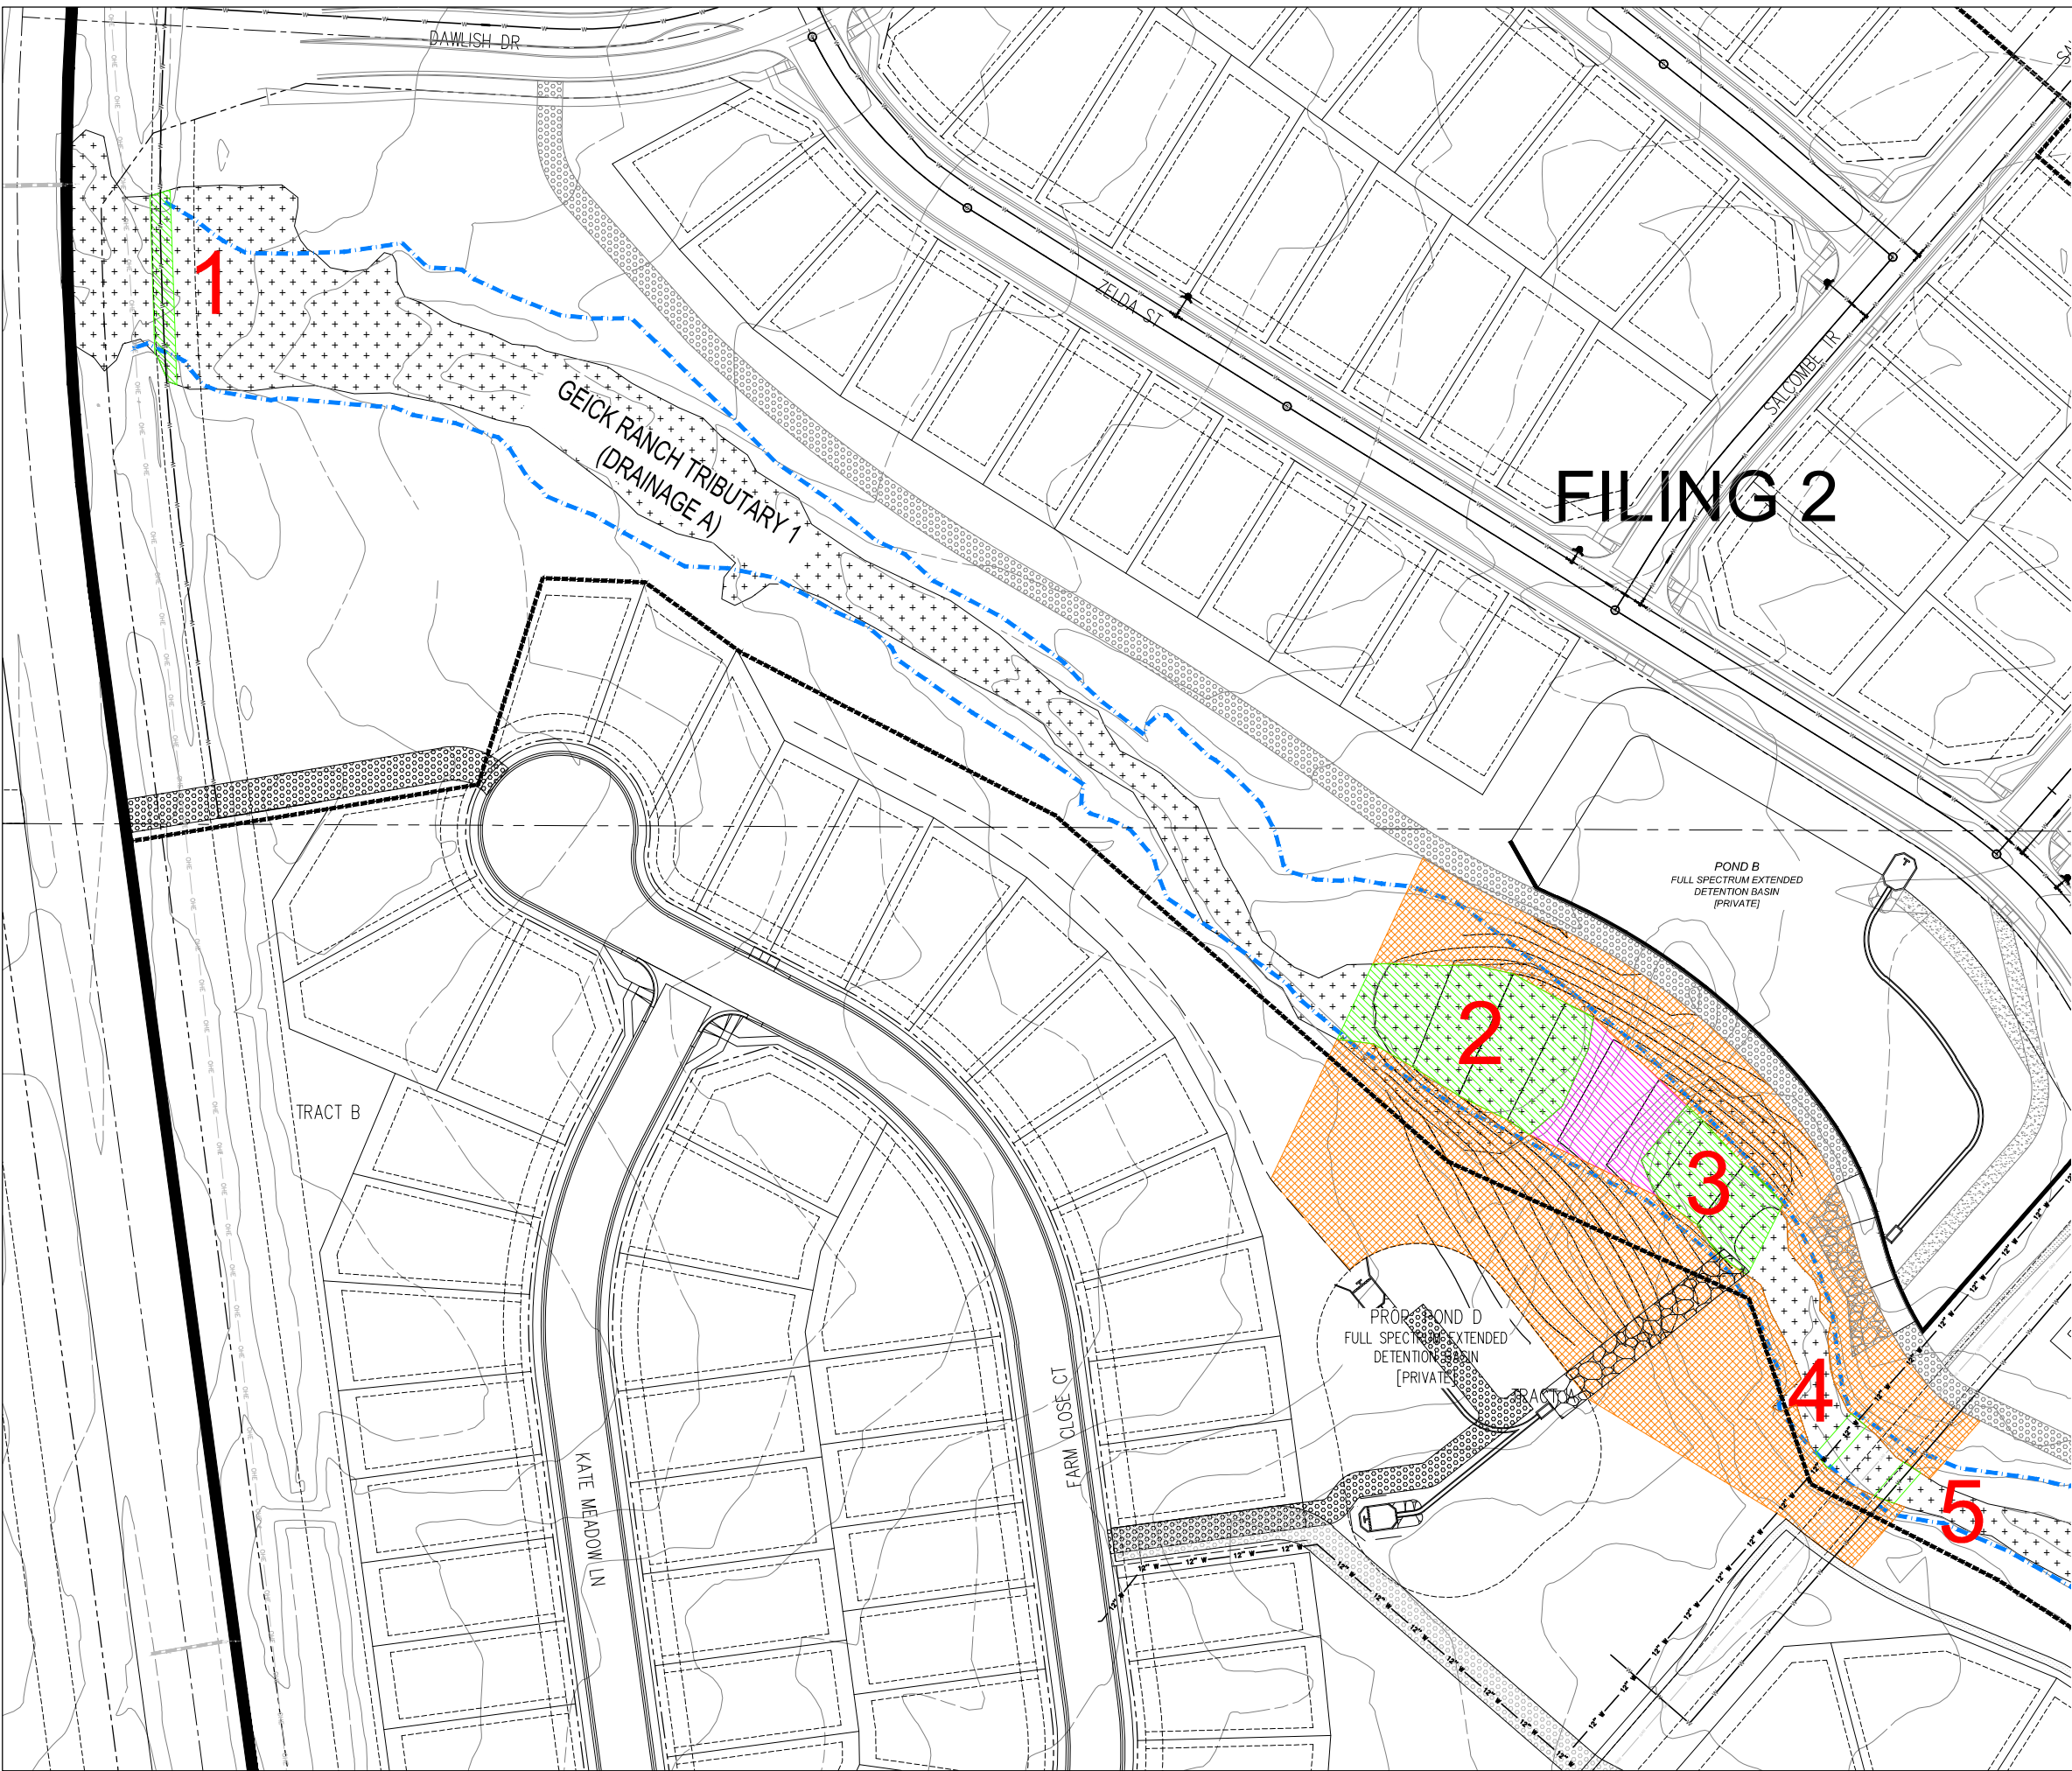 DAWLISH DR
1
GEICK RANCH TRIBUTARY 1
(DRAINAGE A)
ZELDA ST
SALCOMBE TR
FILING 2
POND B
FULL SPECTRUM EXTENDED
DETENTION BASIN
[PRIVATE]
2
3
TRACT B
PROP. POND D
FULL SPECTRUM EXTENDED
DETENTION BASIN
[PRIVATE]
TRACT A
4
5
KATE MEADOW LN
FARM CLOSE CT
12" W
OHE